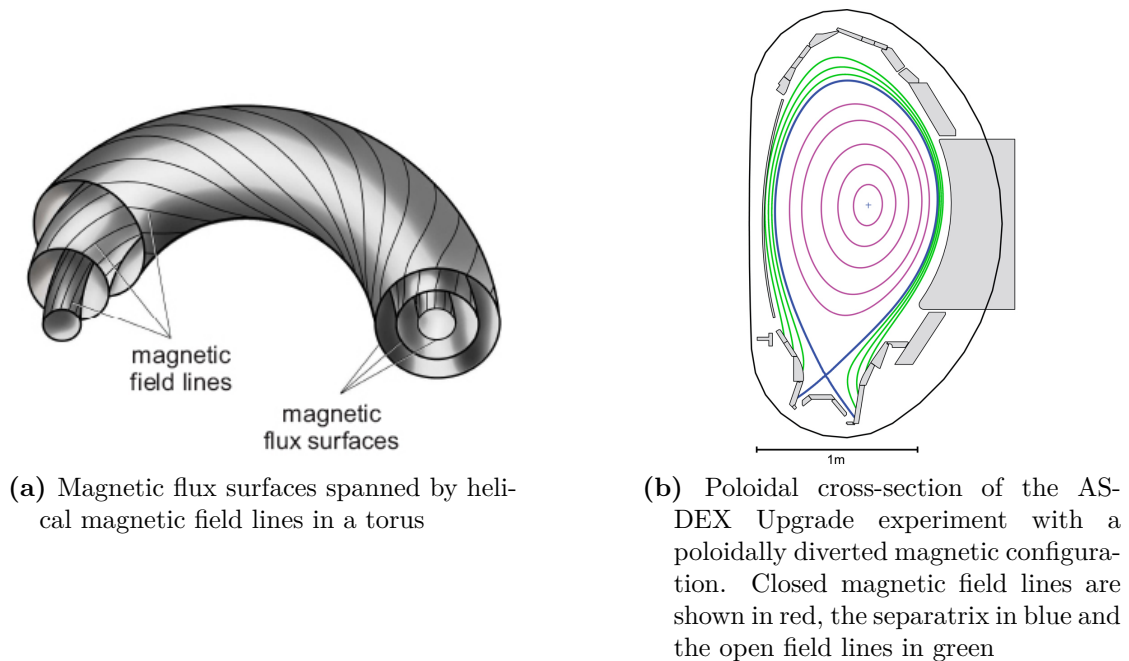 magnetic
field lines
magnetic
flux surfaces
(a) Magnetic flux surfaces spanned by heli-
cal magnetic field lines in a torus
1m
(b) Poloidal cross-section of the AS-
DEX Upgrade experiment with a
poloidally diverted magnetic configura-
tion. Closed magnetic field lines are
shown in red, the separatrix in blue and
the open field lines in green